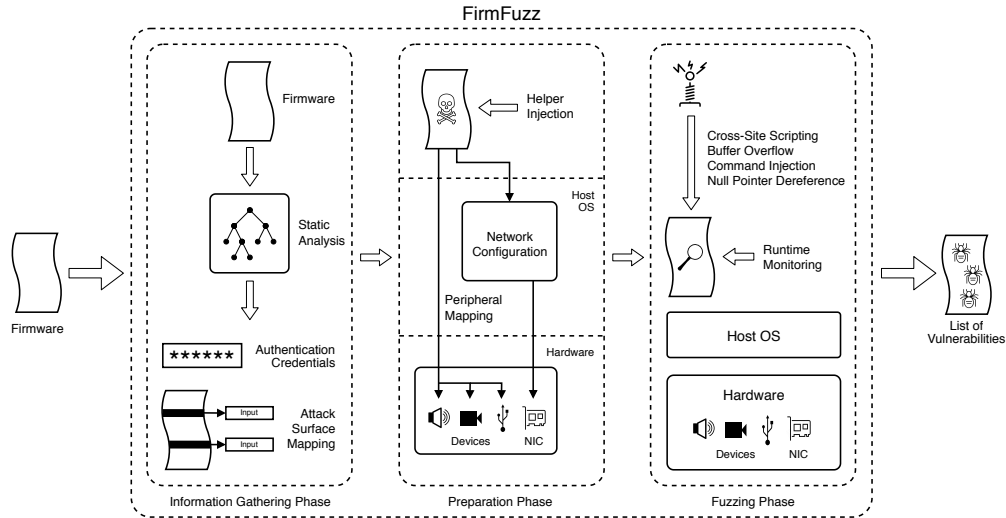 FirmFuzz
Firmware
Firmware
Static
Analysis
******
Authentication
Credentials
Input
Input
Attack
Surface
Mapping
Information Gathering Phase
Helper
Injection
Host
OS
Network
Configuration
Peripheral
Mapping
Hardware
Devices
NIC
Preparation Phase
Cross-Site Scripting
Buffer Overflow
Command Injection
Null Pointer Dereference
Runtime
Monitoring
Host OS
Hardware
Devices
NIC
Fuzzing Phase
List of
Vulnerabilities